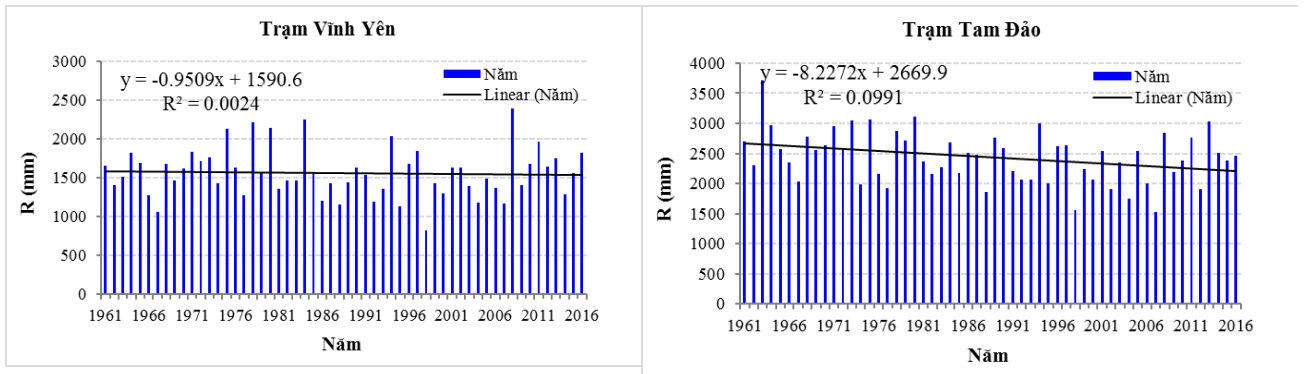 Trạm Vĩnh Yên
3000
2500
2000
1500
1000
500
0
R (mm)
y = -0.9509x + 1590.6
R² = 0.0024
Năm
Linear (Năm)
1961 1966 1971 1976 1981 1986 1991 1996 2001 2006 2011 2016
Năm
Trạm Tam Đảo
4000
3500
3000
2500
2000
1500
1000
500
0
R (mm)
y = -8.2272x + 2669.9
R² = 0.0991
Năm
Linear (Năm)
1961 1966 1971 1976 1981 1986 1991 1996 2001 2006 2011 2016
Năm